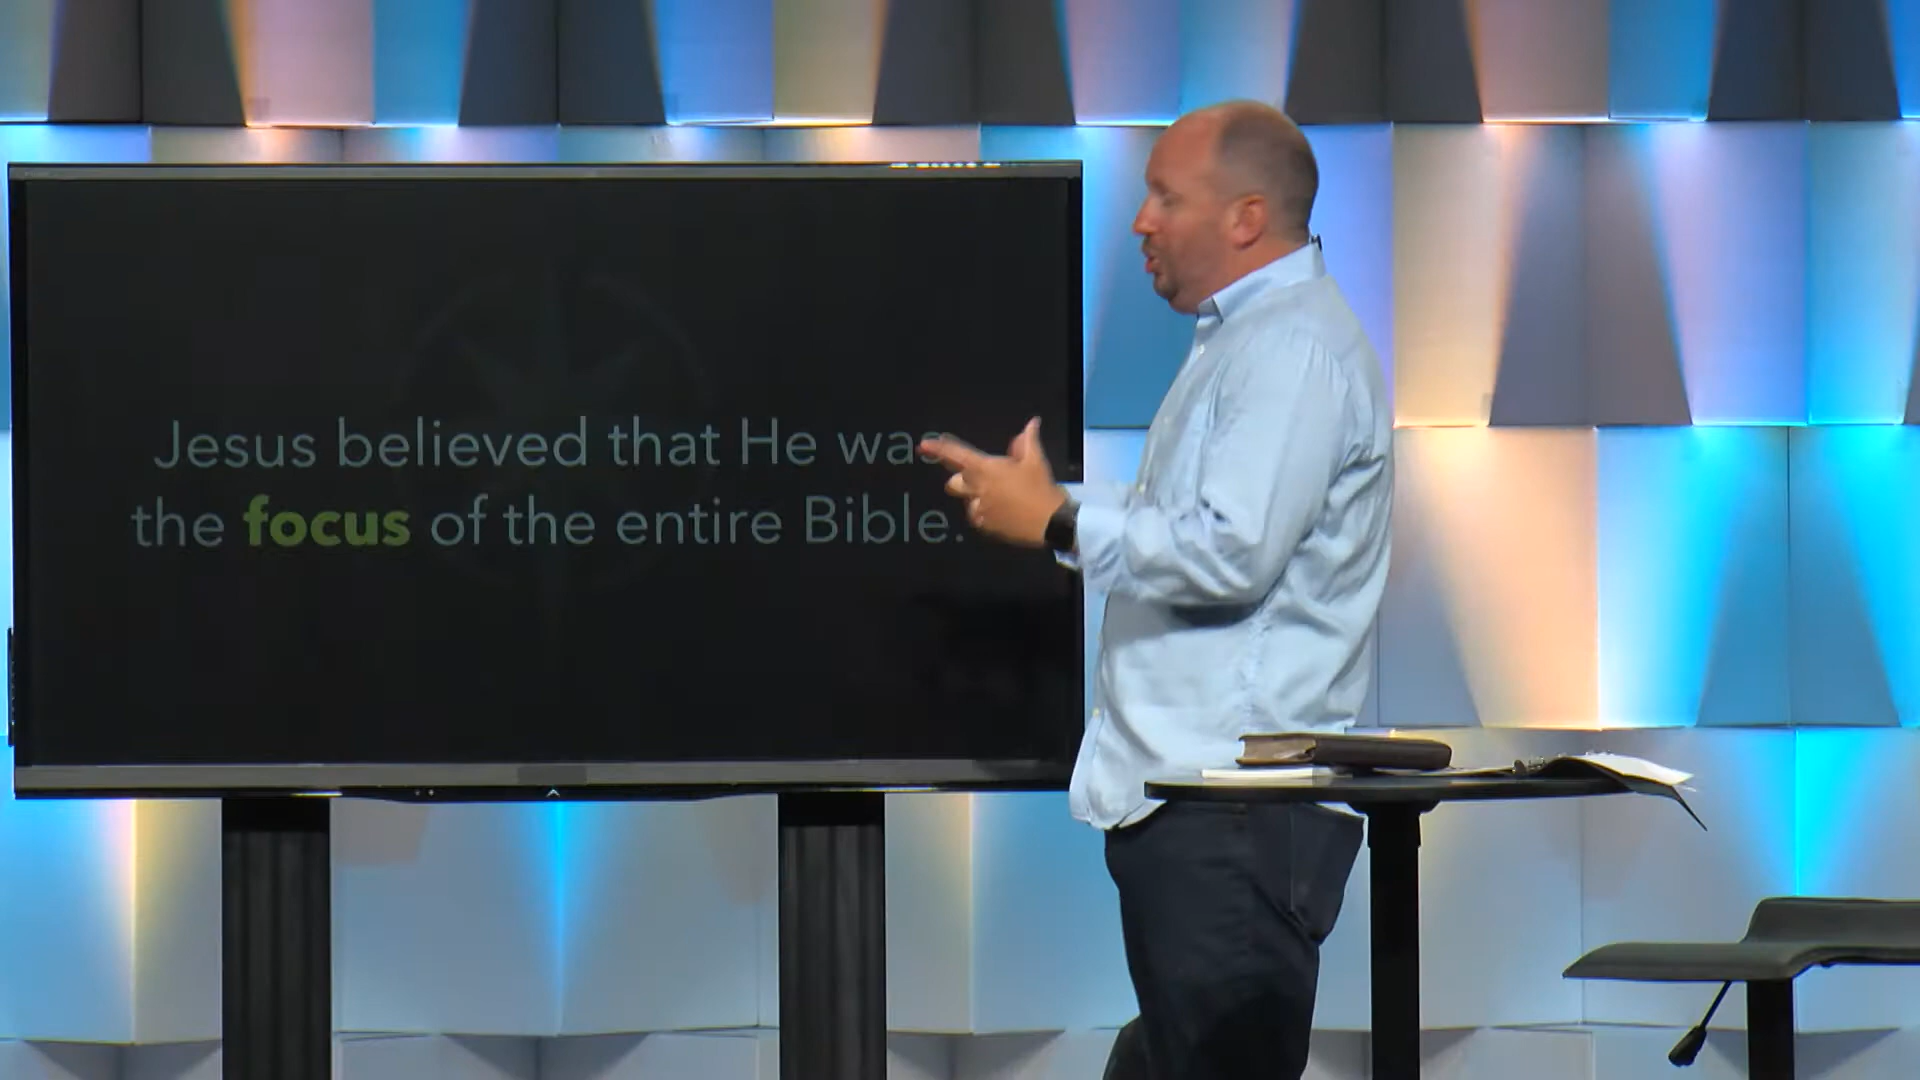 Jesus believed that He was
the focus of the entire Bible.